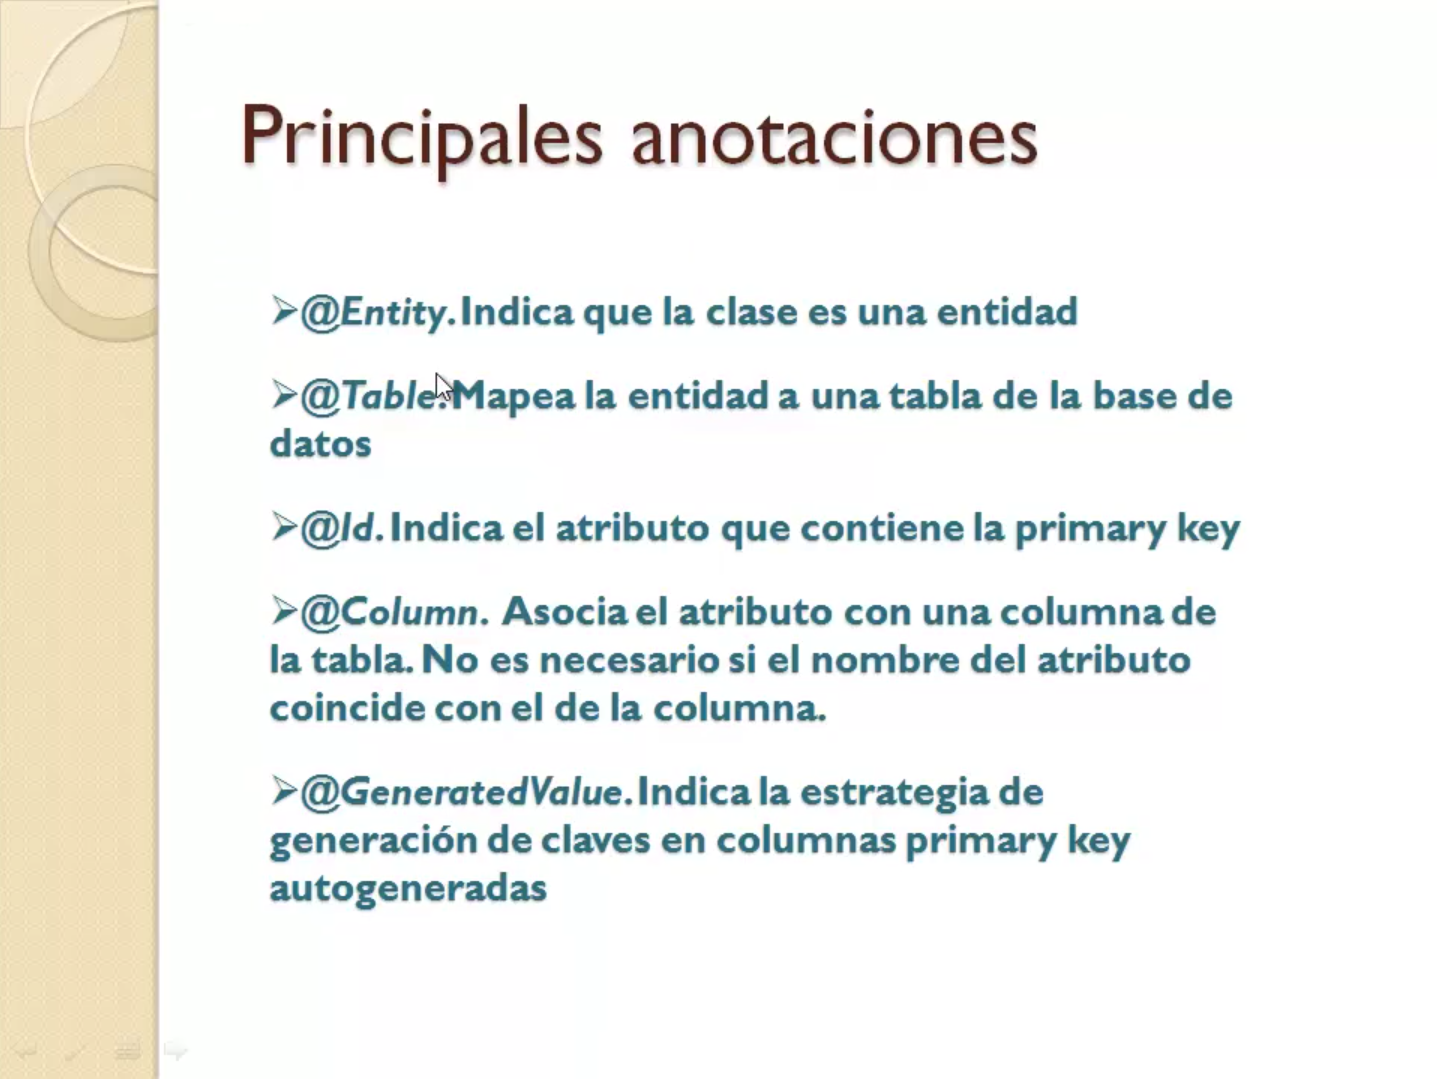 Principales anotaciones
➢@Entity. Indica que la clase es una entidad
➢@Table. Mapea la entidad a una tabla de la base de
datos
➢@Id. Indica el atributo que contiene la primary key
➢@Column. Asocia el atributo con una columna de
la tabla. No es necesario si el nombre del atributo
coincide con el de la columna.
➢@GeneratedValue. Indica la estrategia de
generación de claves en columnas primary key
autogeneradas